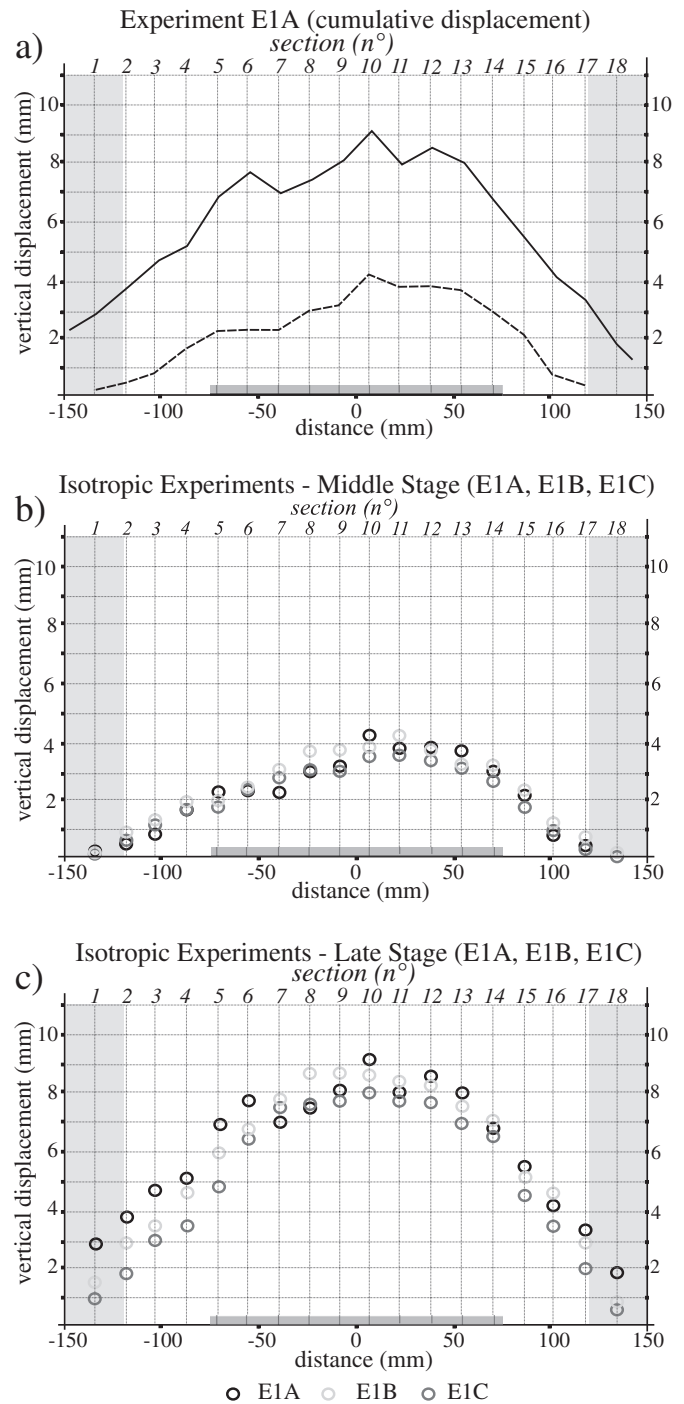 Experiment E1A (cumulative displacement)
section (n°)
a)
1 2 3 4 5 6 7 8 9 10 11 12 13 14 15 16 17 18
vertical displacement (mm)
10 10
8 8
6 6
4 4
2 2
-150 -100 -50 0 50 100 150
distance (mm)
Isotropic Experiments - Middle Stage (E1A, E1B, E1C)
section (n°)
b)
1 2 3 4 5 6 7 8 9 10 11 12 13 14 15 16 17 18
vertical displacement (mm)
10 10
8 8
6 6
4 4
2 2
-150 -100 -50 0 50 100 150
distance (mm)
Isotropic Experiments - Late Stage (E1A, E1B, E1C)
section (n°)
c)
1 2 3 4 5 6 7 8 9 10 11 12 13 14 15 16 17 18
vertical displacement (mm)
10 10
8 8
6 6
4 4
2 2
-150 -100 -50 0 50 100 150
distance (mm)
E1A E1B E1C